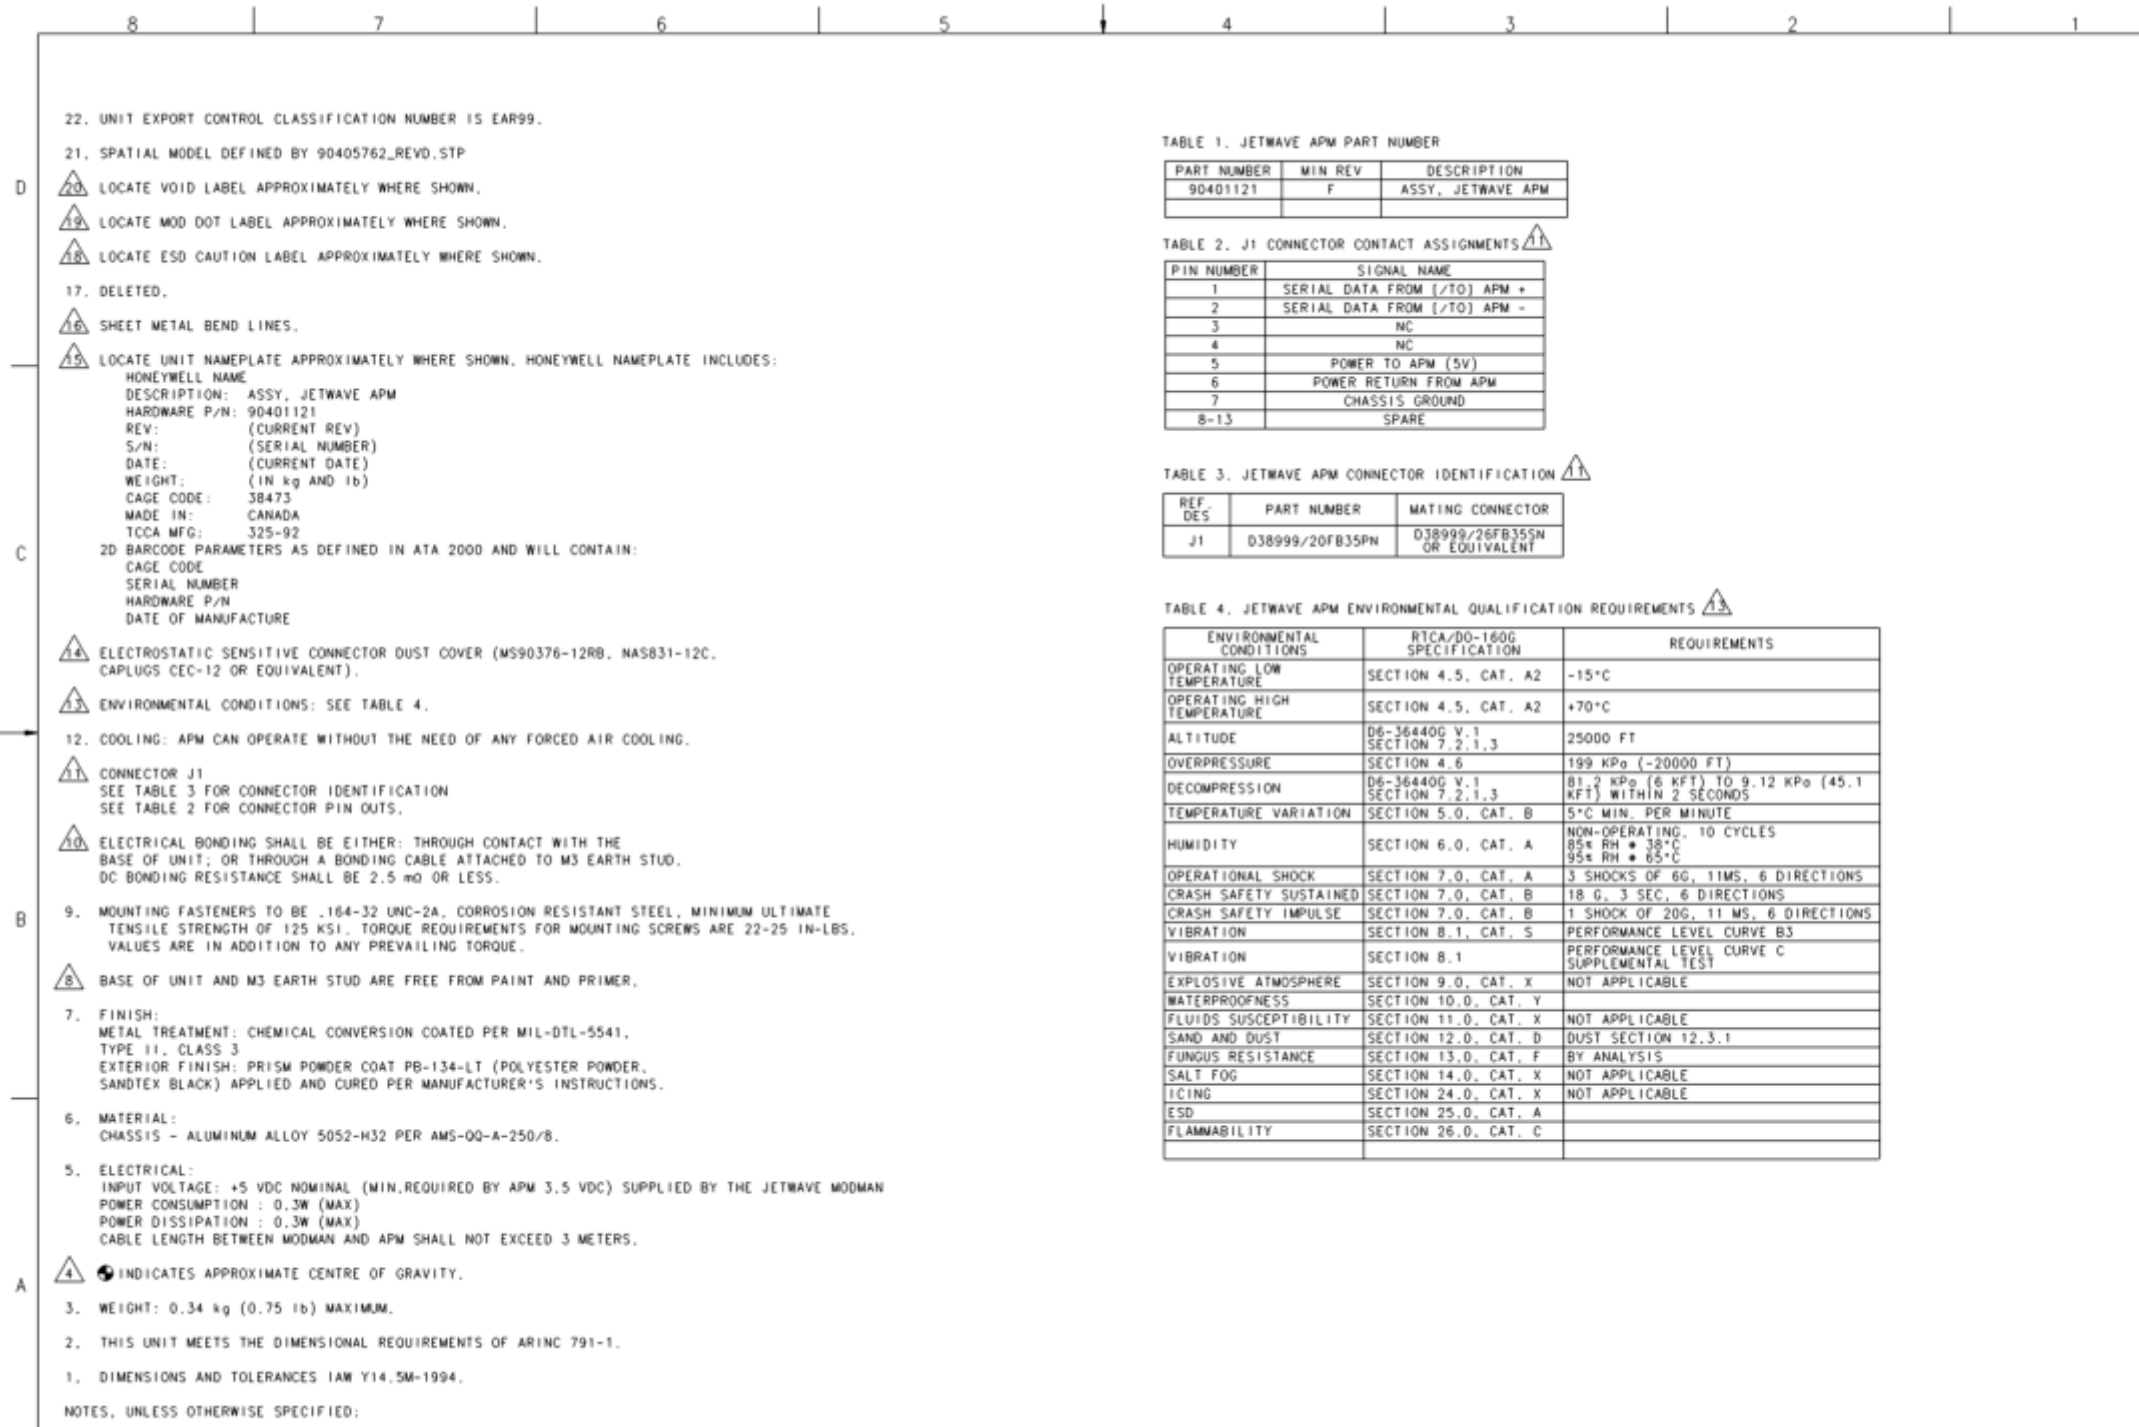 8 7 6 5 4 3 2 1
D
C
B
A
22. UNIT EXPORT CONTROL CLASSIFICATION NUMBER IS EAR99.
21. SPATIAL MODEL DEFINED BY 90405762_REVD.STP
20 LOCATE VOID LABEL APPROXIMATELY WHERE SHOWN.
19 LOCATE MOD DOT LABEL APPROXIMATELY WHERE SHOWN.
18 LOCATE ESD CAUTION LABEL APPROXIMATELY WHERE SHOWN.
17. DELETED.
16 SHEET METAL BEND LINES.
15 LOCATE UNIT NAMEPLATE APPROXIMATELY WHERE SHOWN. HONEYWELL NAMEPLATE INCLUDES:
HONEYWELL NAME
DESCRIPTION: ASSY, JETWAVE APM
HARDWARE P/N: 90401121
REV: (CURRENT REV)
S/N: (SERIAL NUMBER)
DATE: (CURRENT DATE)
WEIGHT: (IN kg AND lb)
CAGE CODE: 38473
MADE IN: CANADA
TCCA MFG: 325-92
2D BARCODE PARAMETERS AS DEFINED IN ATA 2000 AND WILL CONTAIN:
CAGE CODE
SERIAL NUMBER
HARDWARE P/N
DATE OF MANUFACTURE
14 ELECTROSTATIC SENSITIVE CONNECTOR DUST COVER (MS90376-12RB, NAS831-12C,
CAPLUGS CEC-12 OR EQUIVALENT).
13 ENVIRONMENTAL CONDITIONS: SEE TABLE 4.
12. COOLING: APM CAN OPERATE WITHOUT THE NEED OF ANY FORCED AIR COOLING.
11 CONNECTOR J1
SEE TABLE 3 FOR CONNECTOR IDENTIFICATION
SEE TABLE 2 FOR CONNECTOR PIN OUTS.
10 ELECTRICAL BONDING SHALL BE EITHER: THROUGH CONTACT WITH THE
BASE OF UNIT; OR THROUGH A BONDING CABLE ATTACHED TO M3 EARTH STUD.
DC BONDING RESISTANCE SHALL BE 2.5 mΩ OR LESS.
9. MOUNTING FASTENERS TO BE .164-32 UNC-2A, CORROSION RESISTANT STEEL, MINIMUM ULTIMATE
TENSILE STRENGTH OF 125 KSI. TORQUE REQUIREMENTS FOR MOUNTING SCREWS ARE 22-25 IN-LBS.
VALUES ARE IN ADDITION TO ANY PREVAILING TORQUE.
8 BASE OF UNIT AND M3 EARTH STUD ARE FREE FROM PAINT AND PRIMER.
7. FINISH:
METAL TREATMENT: CHEMICAL CONVERSION COATED PER MIL-DTL-5541,
TYPE II, CLASS 3
EXTERIOR FINISH: PRISM POWDER COAT PB-134-LT (POLYESTER POWDER,
SANDTEX BLACK) APPLIED AND CURED PER MANUFACTURER'S INSTRUCTIONS.
6. MATERIAL:
CHASSIS - ALUMINUM ALLOY 5052-H32 PER AMS-QQ-A-250/8.
5. ELECTRICAL:
INPUT VOLTAGE: +5 VDC NOMINAL (MIN.REQUIRED BY APM 3.5 VDC) SUPPLIED BY THE JETWAVE MODMAN
POWER CONSUMPTION : 0.3W (MAX)
POWER DISSIPATION : 0.3W (MAX)
CABLE LENGTH BETWEEN MODMAN AND APM SHALL NOT EXCEED 3 METERS.
4 INDICATES APPROXIMATE CENTRE OF GRAVITY.
3. WEIGHT: 0.34 kg (0.75 lb) MAXIMUM.
2. THIS UNIT MEETS THE DIMENSIONAL REQUIREMENTS OF ARINC 791-1.
1. DIMENSIONS AND TOLERANCES IAW Y14.5M-1994.
NOTES, UNLESS OTHERWISE SPECIFIED:
TABLE 1. JETWAVE APM PART NUMBER
PART NUMBER MIN REV DESCRIPTION
90401121 F ASSY, JETWAVE APM
TABLE 2. J1 CONNECTOR CONTACT ASSIGNMENTS 11
PIN NUMBER SIGNAL NAME
1 SERIAL DATA FROM [/TO] APM +
2 SERIAL DATA FROM [/TO] APM -
3 NC
4 NC
5 POWER TO APM (5V)
6 POWER RETURN FROM APM
7 CHASSIS GROUND
8-13 SPARE
TABLE 3. JETWAVE APM CONNECTOR IDENTIFICATION 11
REF. DES PART NUMBER MATING CONNECTOR
J1 D38999/20FB35PN D38999/26FB35SN OR EQUIVALENT
TABLE 4. JETWAVE APM ENVIRONMENTAL QUALIFICATION REQUIREMENTS 13
ENVIRONMENTAL CONDITIONS RTCA/DO-160G SPECIFICATION REQUIREMENTS
OPERATING LOW TEMPERATURE SECTION 4.5, CAT. A2 -15°C
OPERATING HIGH TEMPERATURE SECTION 4.5, CAT. A2 +70°C
ALTITUDE D6-36440G V.1 SECTION 7.2.1.3 25000 FT
OVERPRESSURE SECTION 4.6 199 KPa (-20000 FT)
DECOMPRESSION D6-36440G V.1 SECTION 7.2.1.3 81.2 KPa (6 KFT) TO 9.12 KPa (45.1 KFT) WITHIN 2 SECONDS
TEMPERATURE VARIATION SECTION 5.0, CAT. B 5°C MIN. PER MINUTE
HUMIDITY SECTION 6.0, CAT. A NON-OPERATING, 10 CYCLES
85% RH @ 38°C
95% RH @ 65°C
OPERATIONAL SHOCK SECTION 7.0, CAT. A 3 SHOCKS OF 6G, 11MS, 6 DIRECTIONS
CRASH SAFETY SUSTAINED SECTION 7.0, CAT. B 18 G, 3 SEC, 6 DIRECTIONS
CRASH SAFETY IMPULSE SECTION 7.0, CAT. B 1 SHOCK OF 20G, 11 MS, 6 DIRECTIONS
VIBRATION SECTION 8.1, CAT. S PERFORMANCE LEVEL CURVE B3
VIBRATION SECTION 8.1 PERFORMANCE LEVEL CURVE C SUPPLEMENTAL TEST
EXPLOSIVE ATMOSPHERE SECTION 9.0, CAT. X NOT APPLICABLE
WATERPROOFNESS SECTION 10.0, CAT. Y
FLUIDS SUSCEPTIBILITY SECTION 11.0, CAT. X NOT APPLICABLE
SAND AND DUST SECTION 12.0, CAT. D DUST SECTION 12.3.1
FUNGUS RESISTANCE SECTION 13.0, CAT. F BY ANALYSIS
SALT FOG SECTION 14.0, CAT. X NOT APPLICABLE
ICING SECTION 24.0, CAT. X NOT APPLICABLE
ESD SECTION 25.0, CAT. A
FLAMMABILITY SECTION 26.0, CAT. C